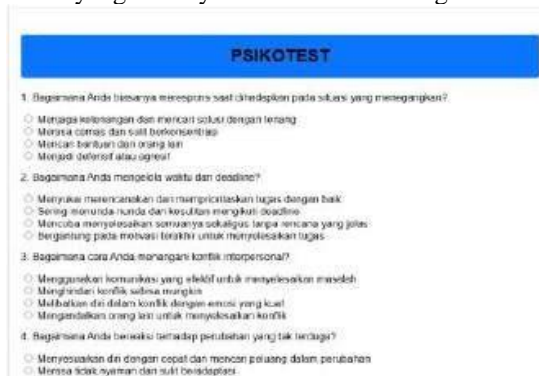 PSIKOTEST
1. Bagaimana Anda biasanya merespons saat dihadapkan pada situasi yang menegangkan?
Menjaga ketenangan dan mencari solusi dengan tenang
Merasa cemas dan sulit berkonsentrasi
Mencari bantuan dari orang lain
Menjadi defensif atau agresif
2. Bagaimana Anda mengelola waktu dan deadline?
Menyukai merencanakan dan memprioritaskan tugas dengan baik
Sering menunda-nunda dan kesulitan mengikuti deadline
Mencoba menyelesaikan semuanya sekaligus tanpa rencana yang jelas
Bergantung pada motivasi terakhir untuk menyelesaikan tugas
3. Bagaimana cara Anda menangani konflik interpersonal?
Menggunakan komunikasi yang efektif untuk menyelesaikan masalah
Menghindari konflik sebisa mungkin
Melibatkan diri dalam konflik dengan emosi yang kuat
Mengandalkan orang lain untuk menyelesaikan konflik
4. Bagaimana Anda bereaksi terhadap perubahan yang tak terduga?
Menyesuaikan diri dengan cepat dan mencari peluang dalam perubahan
Merasa tidak nyaman dan sulit beradaptasi